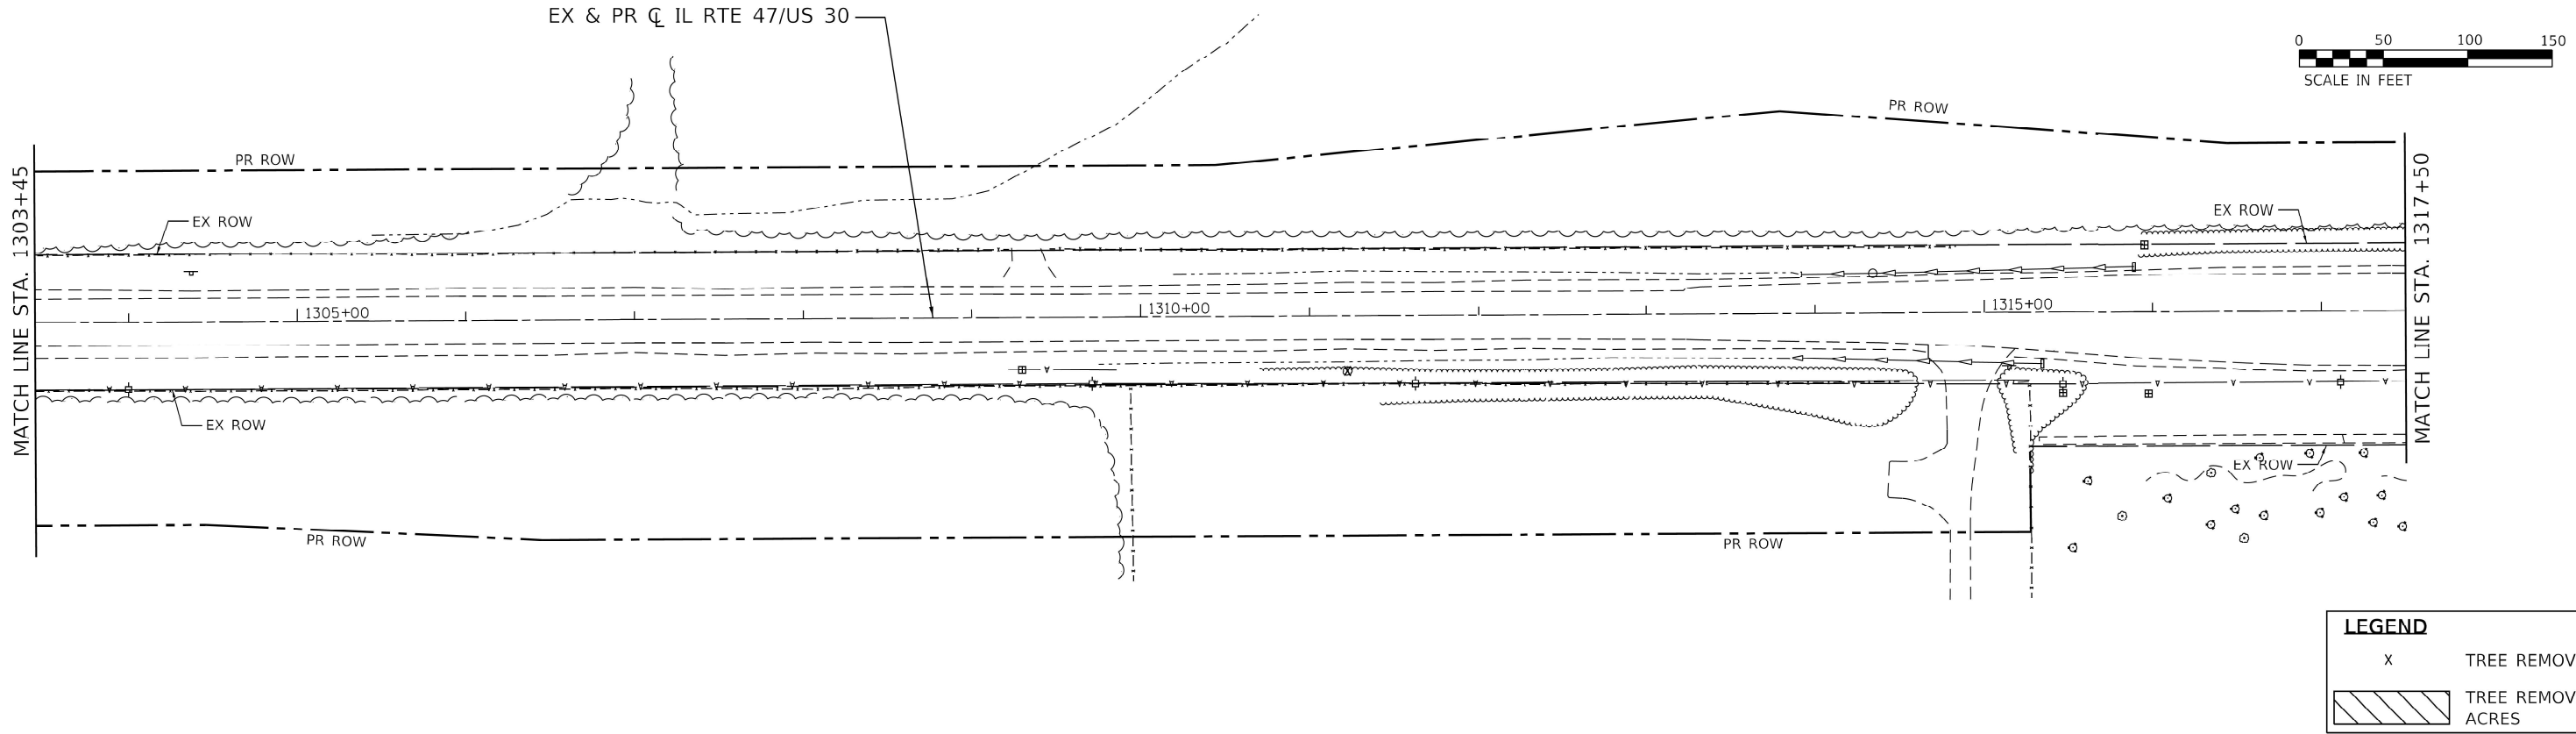 EX & PR ℄ IL RTE 47/US 30
0 50 100 150
SCALE IN FEET
PR ROW
PR ROW
MATCH LINE STA. 1303+45
EX ROW
EX ROW
MATCH LINE STA. 1317+50
1305+00
1310+00
1315+00
EX ROW
EX ROW
PR ROW
PR ROW
LEGEND
X TREE REMOV
TREE REMOV
ACRES